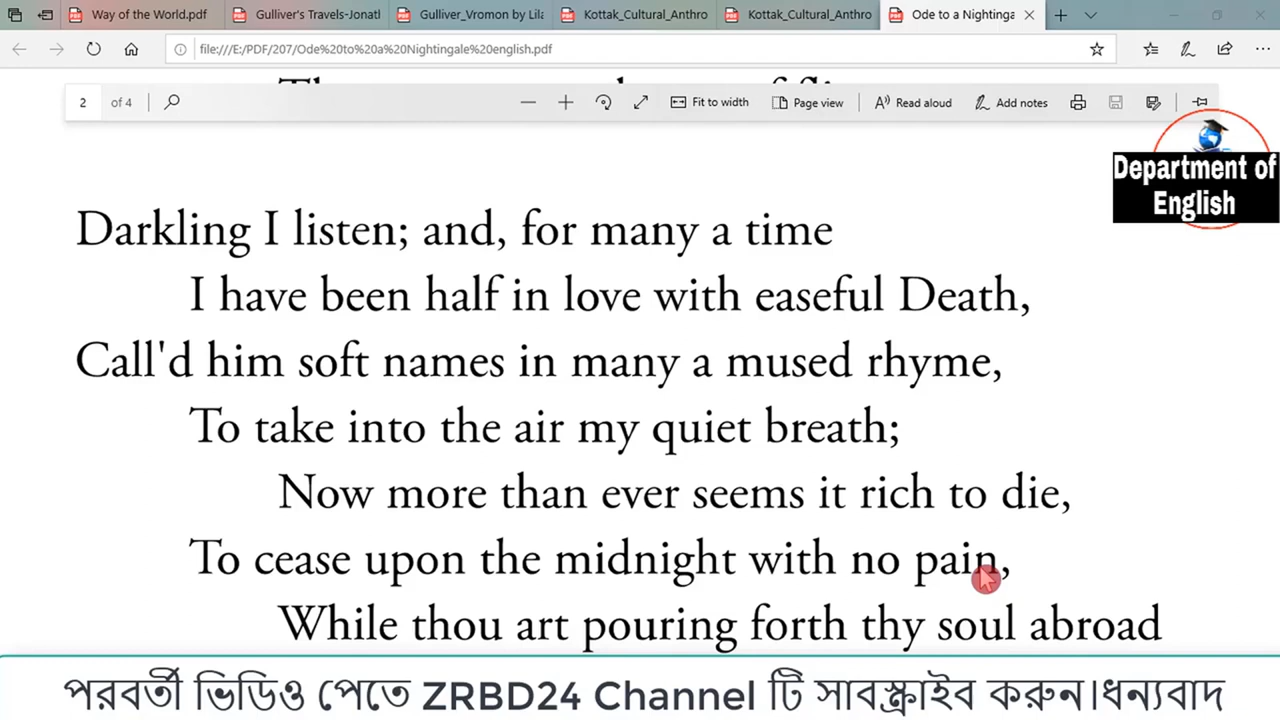 Way of the World.pdf
Gulliver's Travels-Jonatl
Gulliver_Vromon by Lila
Kottak_Cultural_Anthro
Kottak_Cultural_Anthro
Ode to a Nightinga
file:///E:/PDF/207/Ode%20to%20a%20Nightingale%20english.pdf
2 of 4
Fit to width
Page view
Read aloud
Add notes
Department of
English
Darkling I listen; and, for many a time
I have been half in love with easeful Death,
Call'd him soft names in many a mused rhyme,
To take into the air my quiet breath;
Now more than ever seems it rich to die,
To cease upon the midnight with no pain,
While thou art pouring forth thy soul abroad
পরবর্তী ভিডিও পেতে ZRBD24 Channel টি সাবস্ক্রাইব করুন।ধন্যবাদ